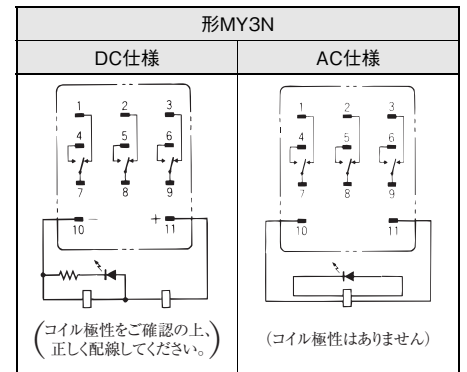 形MY3N
DC仕様
AC仕様
1 2 3
4 5 6
7 8 9
10 − + 11
1 2 3
4 5 6
7 8 9
10 11
(コイル極性をご確認の上、
正しく配線してください。)
(コイル極性はありません)